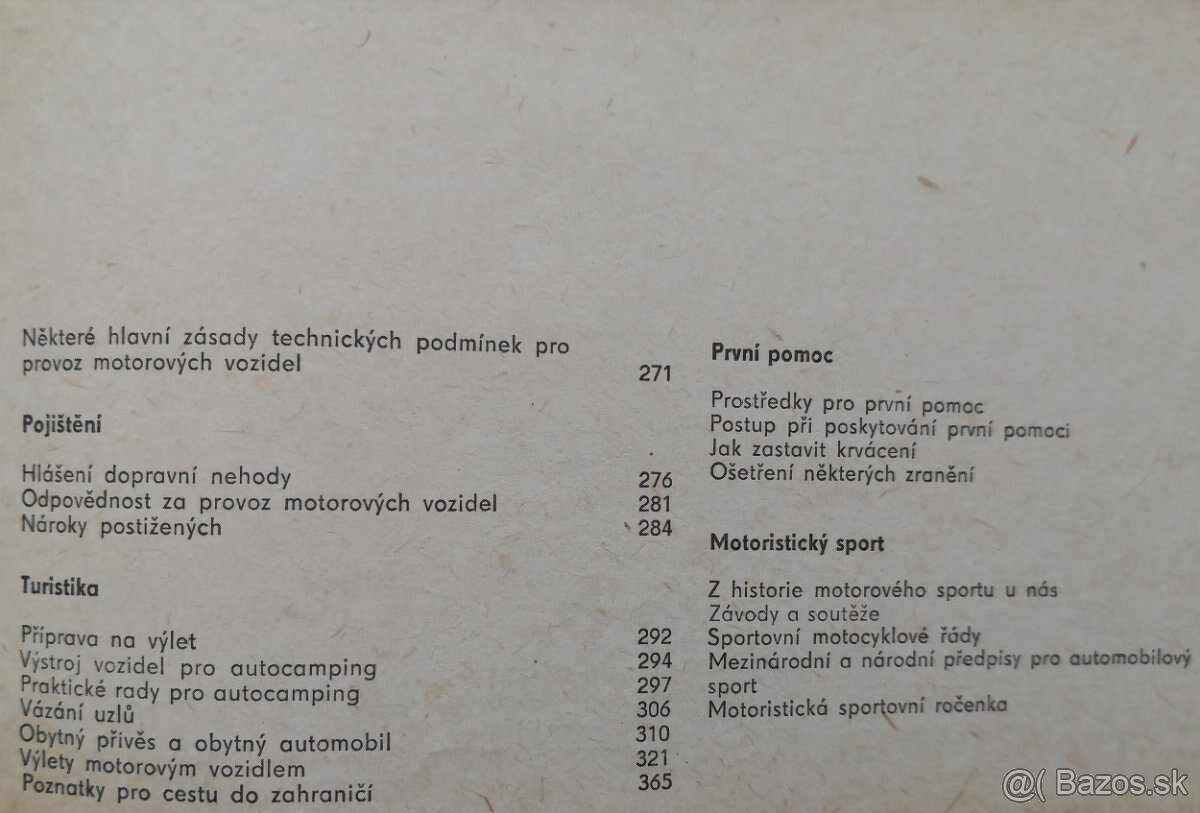 Některé hlavní zásady technických podmínek pro
provoz motorových vozidel 271
Pojištění
Hlášení dopravní nehody 276
Odpovědnost za provoz motorových vozidel 281
Nároky postižených 284
Turistika
Příprava na výlet 292
Výstroj vozidel pro autocamping 294
Praktické rady pro autocamping 297
Vázání uzlů 306
Obytný přívěs a obytný automobil 310
Výlety motorovým vozidlem 321
Poznatky pro cestu do zahraničí 365
První pomoc
Prostředky pro první pomoc
Postup při poskytování první pomoci
Jak zastavit krvácení
Ošetření některých zranění
Motoristický sport
Z historie motorového sportu u nás
Závody a soutěže
Sportovní motocyklové řády
Mezinárodní a národní předpisy pro automobilový
sport
Motoristická sportovní ročenka
@( Bazos.sk